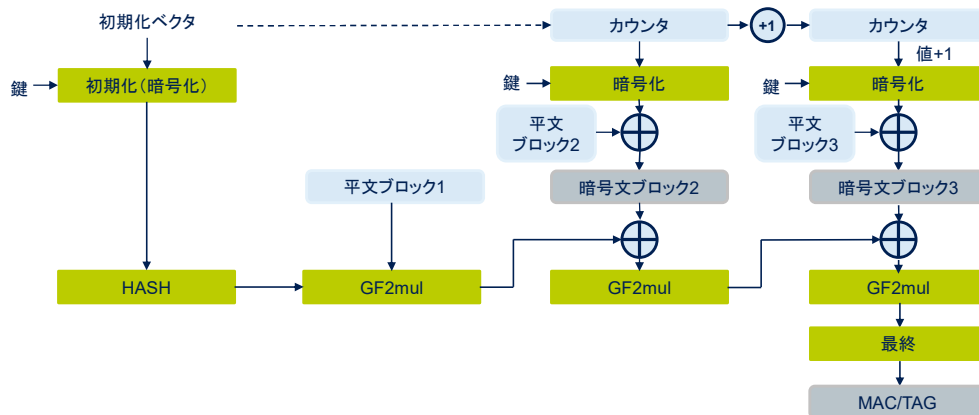 初期化ベクタ
カウンタ
+1
カウンタ
値+1
鍵
初期化（暗号化）
鍵
暗号化
鍵
暗号化
平文
ブロック2
平文
ブロック3
平文ブロック1
暗号文ブロック2
暗号文ブロック3
HASH
GF2mul
GF2mul
GF2mul
最終
MAC/TAG